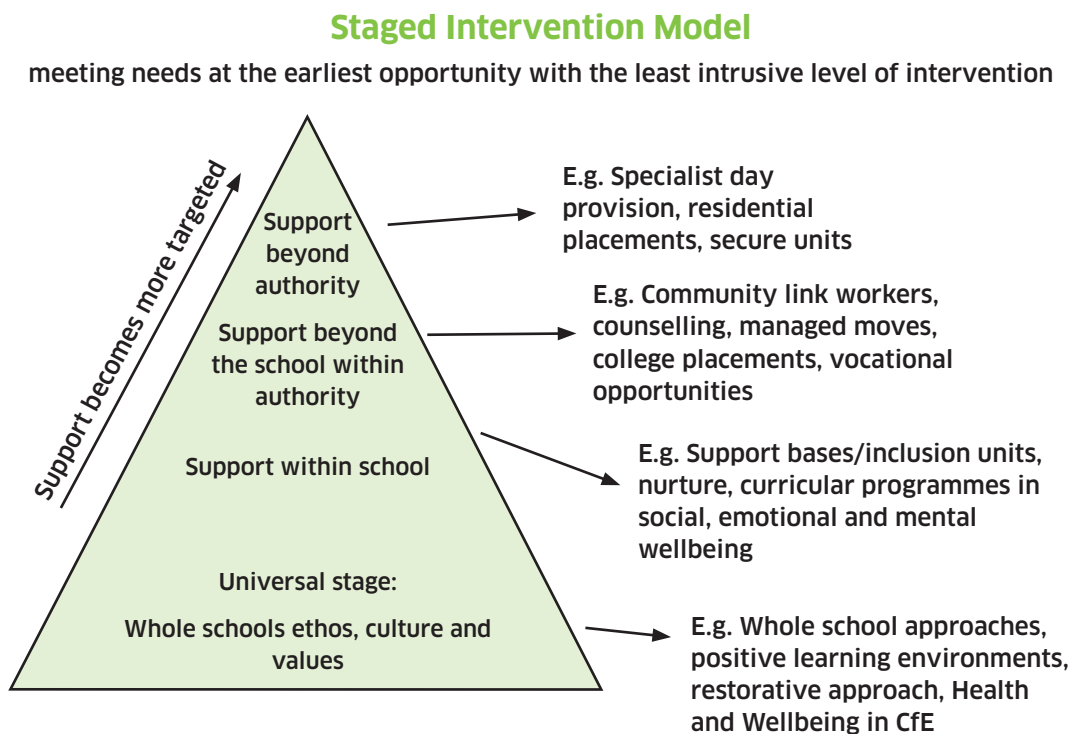 Staged Intervention Model
meeting needs at the earliest opportunity with the least intrusive level of intervention
Support becomes more targeted
Support
beyond
authority
E.g. Specialist day
provision, residential
placements, secure units
Support beyond
the school within
authority
E.g. Community link workers,
counselling, managed moves,
college placements, vocational
opportunities
Support within school
E.g. Support bases/inclusion units,
nurture, curricular programmes in
social, emotional and mental
wellbeing
Universal stage:
Whole schools ethos, culture and
values
E.g. Whole school approaches,
positive learning environments,
restorative approach, Health
and Wellbeing in CfE